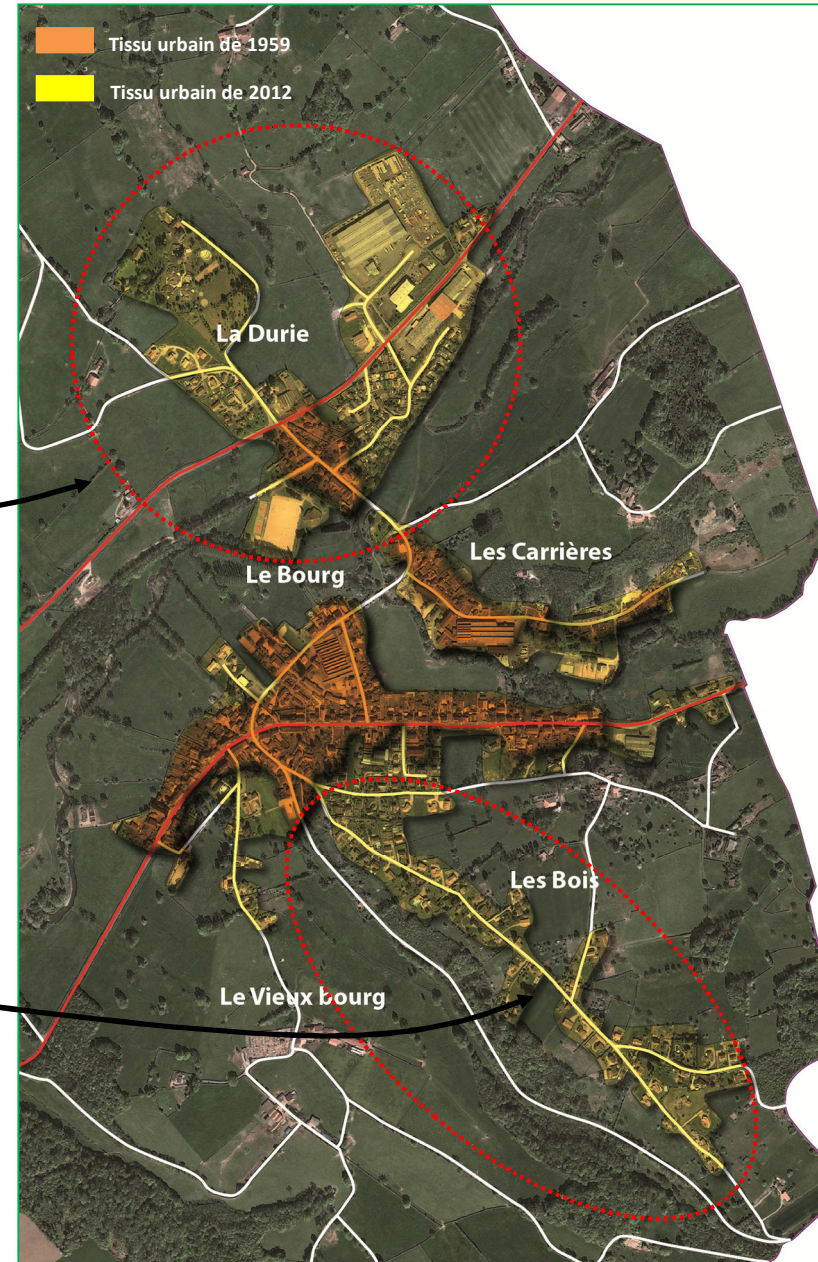 Tissu urbain de 1959
Tissu urbain de 2012
La Durie
Le Bourg
Les Carrières
Les Bois
Le Vieux bourg